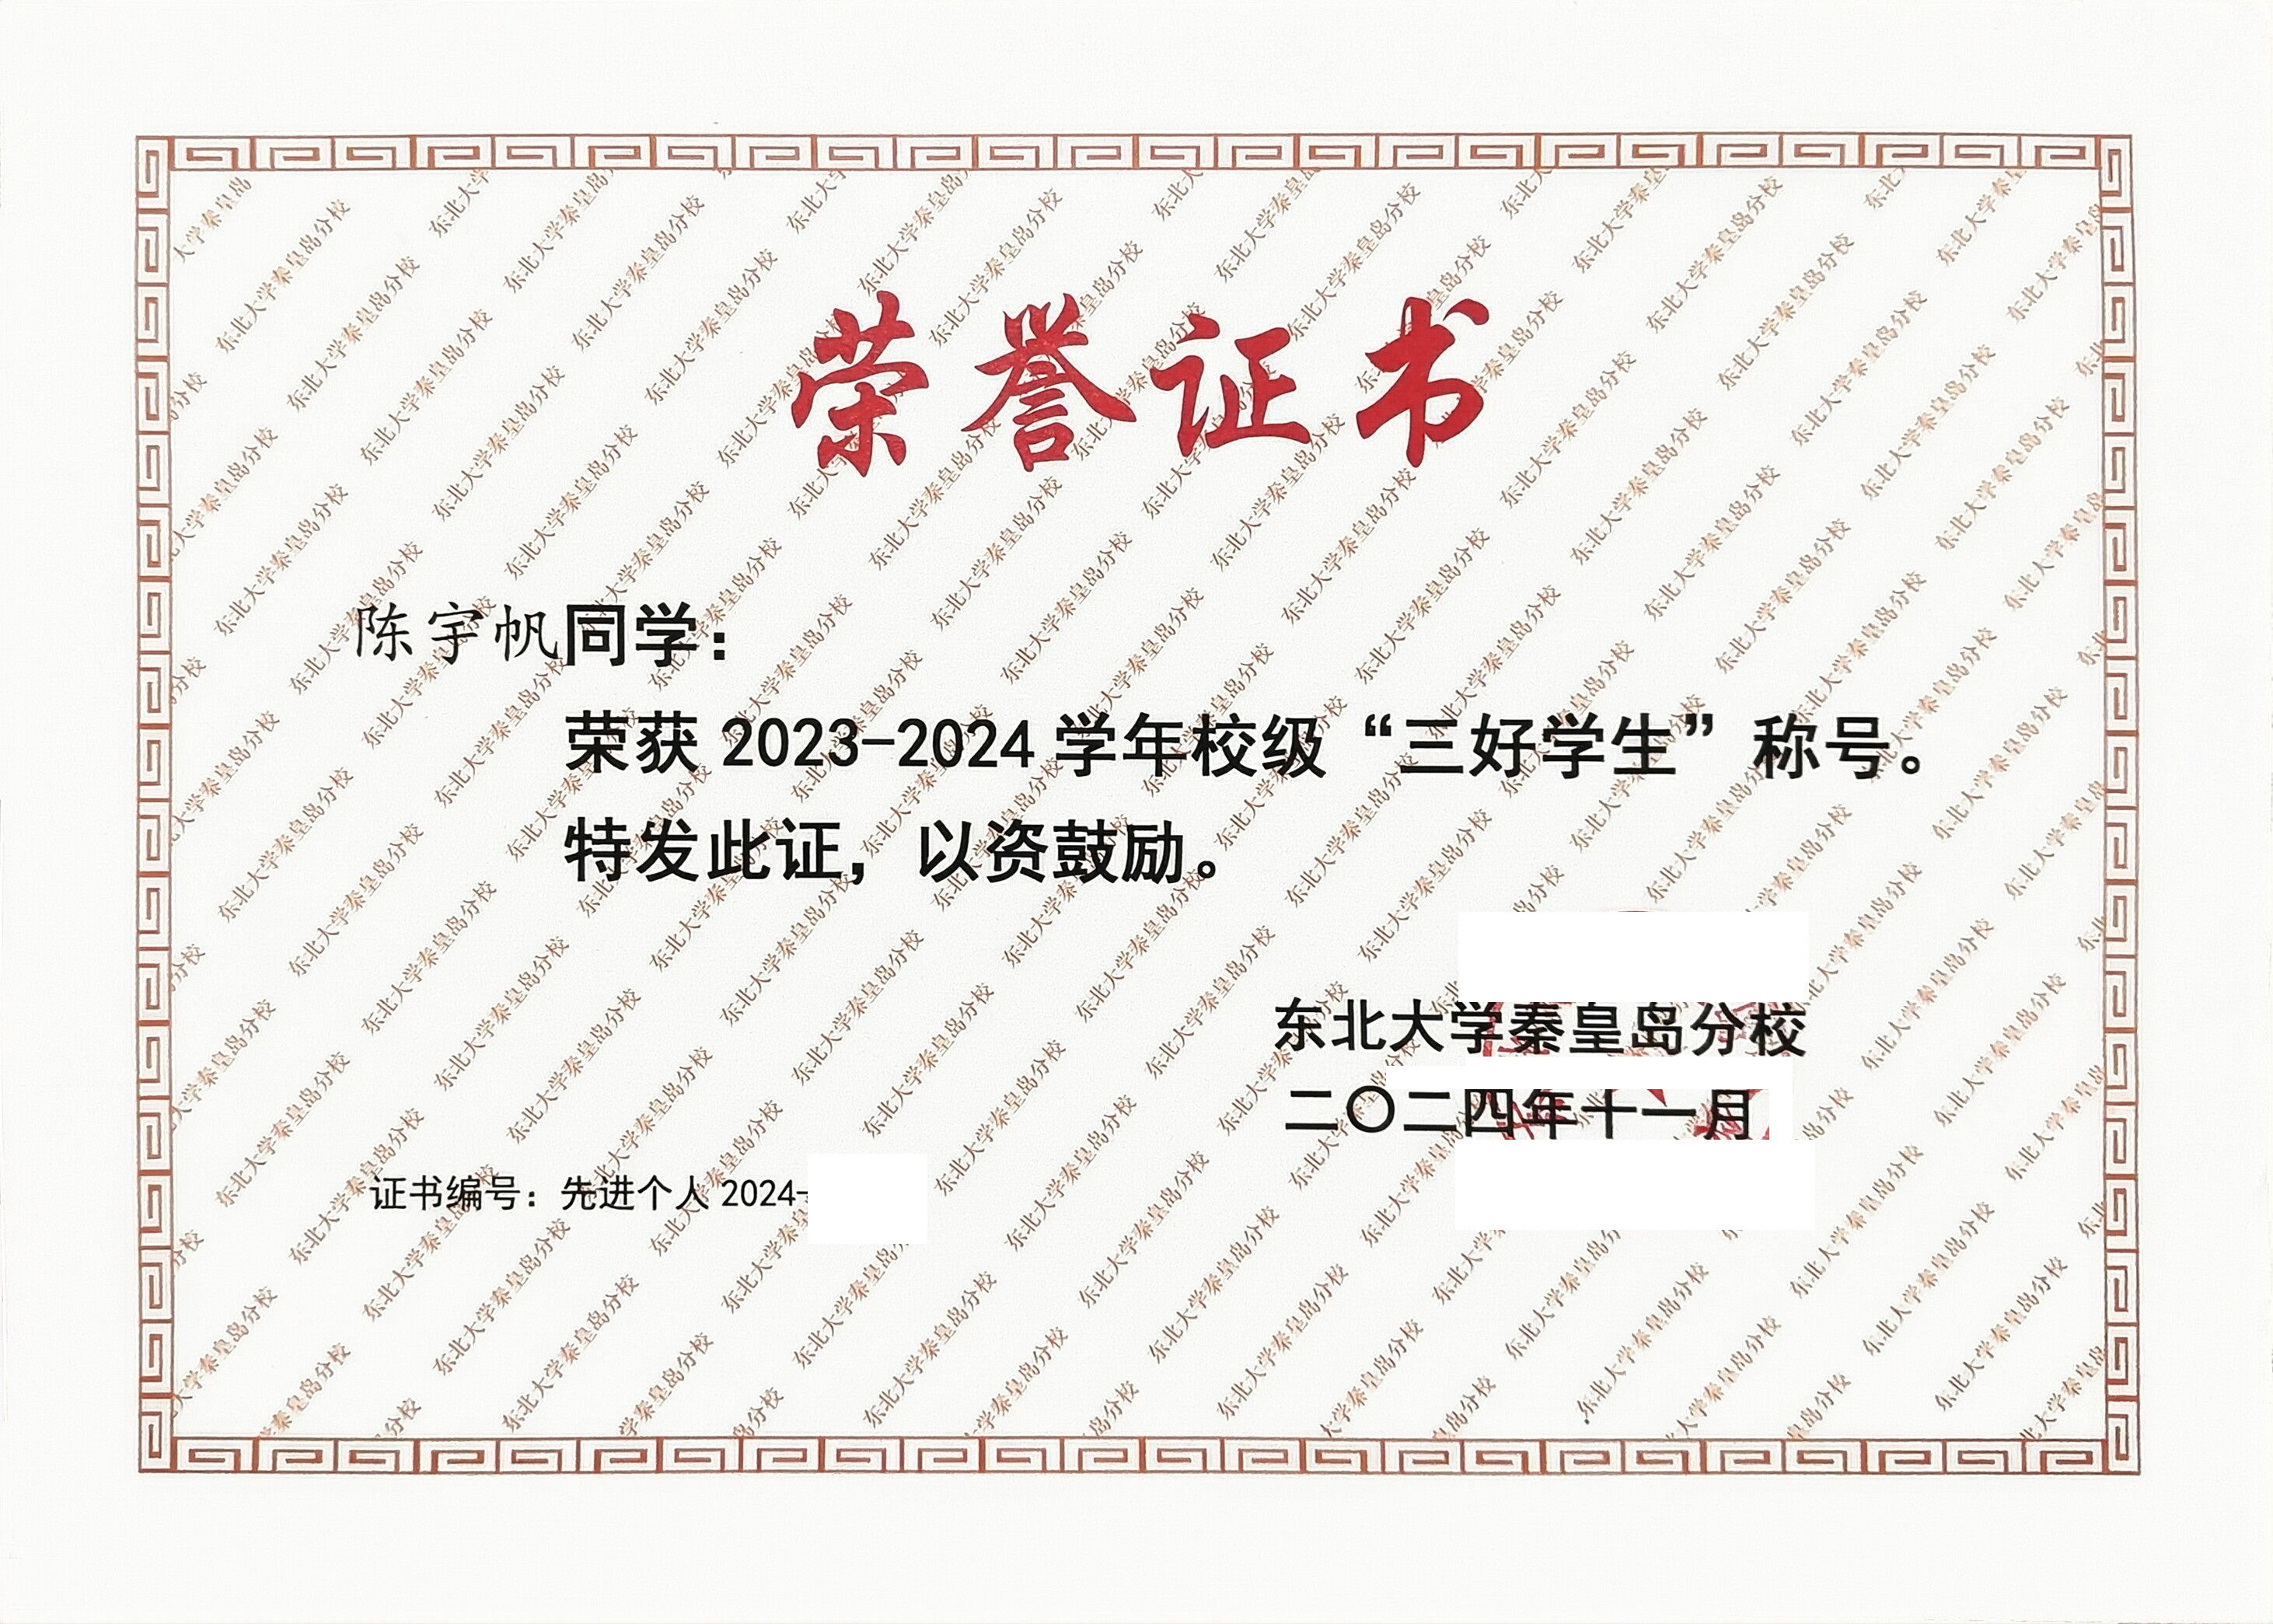 荣誉证书
陈宇帆同学：
荣获 2023-2024 学年校级“三好学生”称号。
特发此证，以资鼓励。
东北大学秦皇岛分校
二〇二四年十一月
证书编号：先进个人 2024-